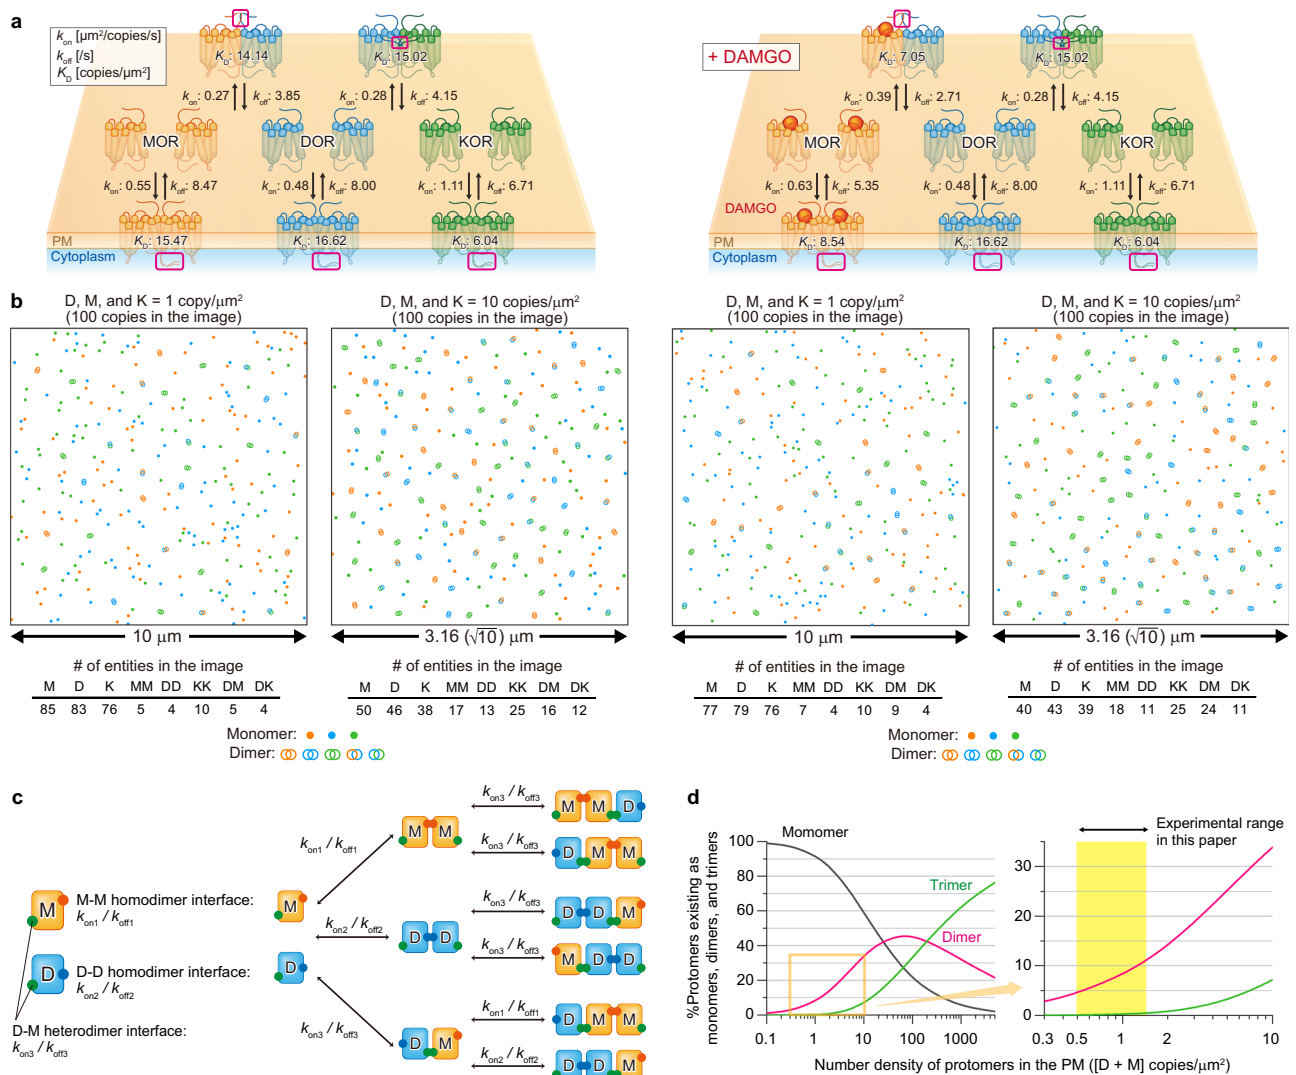 a
k_on [μm²/copies/s]
k_off [/s]
K_D [copies/μm²]
K_D: 14.14
K_D: 15.02
k_on: 0.27
k_off: 3.85
k_on: 0.28
k_off: 4.15
MOR
DOR
KOR
k_on: 0.55
k_off: 8.47
k_on: 0.48
k_off: 8.00
k_on: 1.11
k_off: 6.71
PM
Cytoplasm
K_D: 15.47
K_D: 16.62
K_D: 6.04
+ DAMGO
K_D: 7.05
K_D: 15.02
k_on: 0.39
k_off: 2.71
k_on: 0.28
k_off: 4.15
MOR
DOR
KOR
k_on: 0.63
k_off: 5.35
k_on: 0.48
k_off: 8.00
k_on: 1.11
k_off: 6.71
DAMGO
PM
Cytoplasm
K_D: 8.54
K_D: 16.62
K_D: 6.04
b
D, M, and K = 1 copy/μm²
(100 copies in the image)
D, M, and K = 10 copies/μm²
(100 copies in the image)
D, M, and K = 1 copy/μm²
(100 copies in the image)
D, M, and K = 10 copies/μm²
(100 copies in the image)
10 μm
3.16 (√10) μm
10 μm
3.16 (√10) μm
# of entities in the image
M D K MM DD KK DM DK
85 83 76 5 4 10 5 4
# of entities in the image
M D K MM DD KK DM DK
50 46 38 17 13 25 16 12
# of entities in the image
M D K MM DD KK DM DK
77 79 76 7 4 10 9 4
# of entities in the image
M D K MM DD KK DM DK
40 43 39 18 11 25 24 11
Monomer:
Dimer:
Monomer:
Dimer:
c
M
M-M homodimer interface:
k_on1 / k_off1
D
D-D homodimer interface:
k_on2 / k_off2
D-M heterodimer interface:
k_on3 / k_off3
M
D
k_on1 / k_off1
k_on2 / k_off2
k_on3 / k_off3
M M
D D
D M
k_on3 / k_off3
M M D
k_on3 / k_off3
D M M
k_on3 / k_off3
D D M
k_on3 / k_off3
M D D
k_on1 / k_off1
D M M
k_on2 / k_off2
D D M
d
%Protomers existing as
monomers, dimers, and trimers
100
80
60
40
20
0
Momomer
Trimer
Dimer
0.1 1 10 100 1000
Experimental range
in this paper
30
20
10
5
0
0.3 0.5 1 2 10
Number density of protomers in the PM ([D + M] copies/μm²)